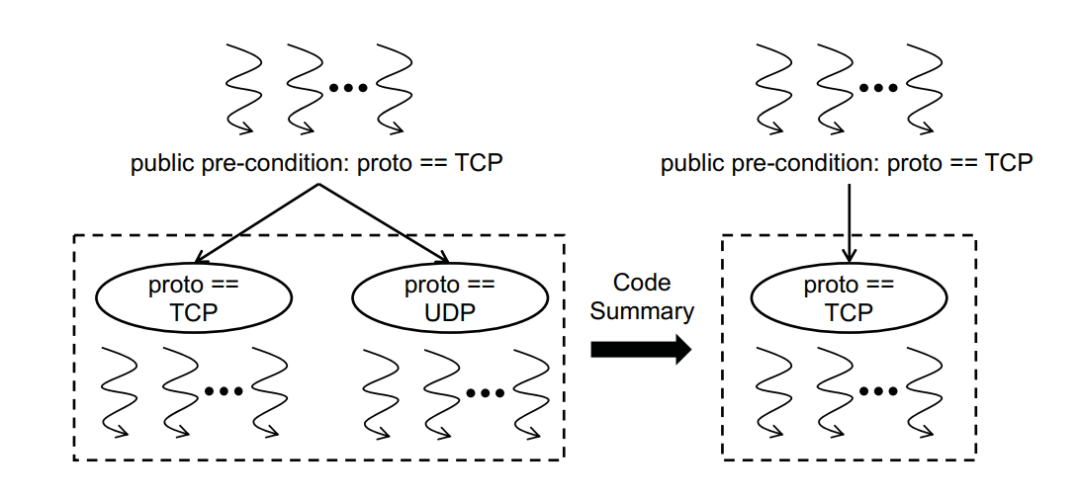 public pre-condition: proto == TCP
proto ==
TCP
proto ==
UDP
Code
Summary
public pre-condition: proto == TCP
proto ==
TCP